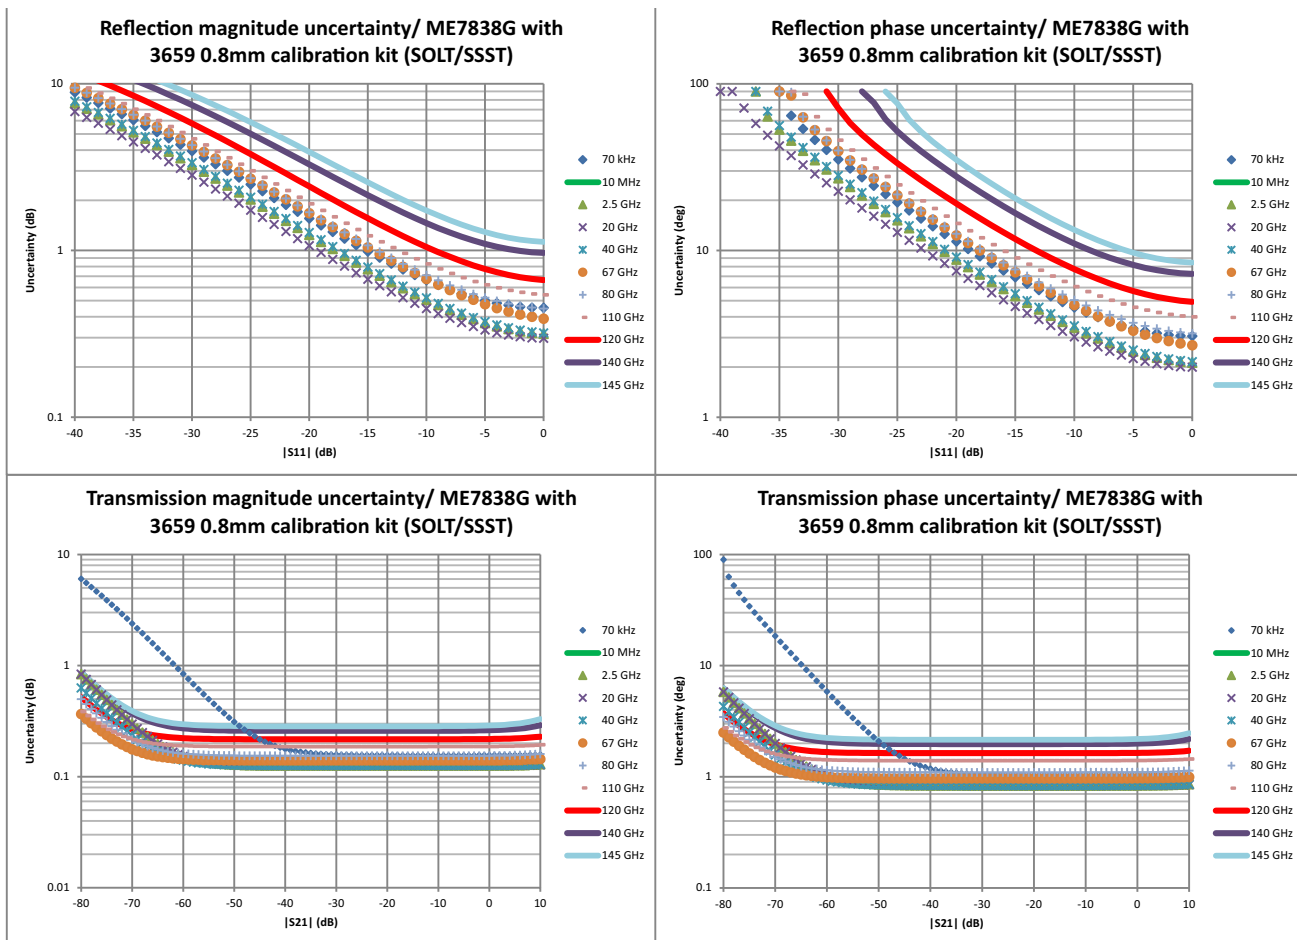 Reflection magnitude uncertainty/ ME7838G with
3659 0.8mm calibration kit (SOLT/SSST)
10
1
0.1
Uncertainty (dB)
-40 -35 -30 -25 -20 -15 -10 -5 0
|S11| (dB)
70 kHz
10 MHz
2.5 GHz
20 GHz
40 GHz
67 GHz
80 GHz
110 GHz
120 GHz
140 GHz
145 GHz
Reflection phase uncertainty/ ME7838G with
3659 0.8mm calibration kit (SOLT/SSST)
100
10
1
Uncertainty (deg)
-40 -35 -30 -25 -20 -15 -10 -5 0
|S11| (dB)
70 kHz
10 MHz
2.5 GHz
20 GHz
40 GHz
67 GHz
80 GHz
110 GHz
120 GHz
140 GHz
145 GHz
Transmission magnitude uncertainty/ ME7838G with
3659 0.8mm calibration kit (SOLT/SSST)
10
1
0.1
0.01
Uncertainty (dB)
-80 -70 -60 -50 -40 -30 -20 -10 0 10
|S21| (dB)
70 kHz
10 MHz
2.5 GHz
20 GHz
40 GHz
67 GHz
80 GHz
110 GHz
120 GHz
140 GHz
145 GHz
Transmission phase uncertainty/ ME7838G with
3659 0.8mm calibration kit (SOLT/SSST)
100
10
1
0.1
Uncertainty (deg)
-80 -70 -60 -50 -40 -30 -20 -10 0 10
|S21| (dB)
70 kHz
10 MHz
2.5 GHz
20 GHz
40 GHz
67 GHz
80 GHz
110 GHz
120 GHz
140 GHz
145 GHz